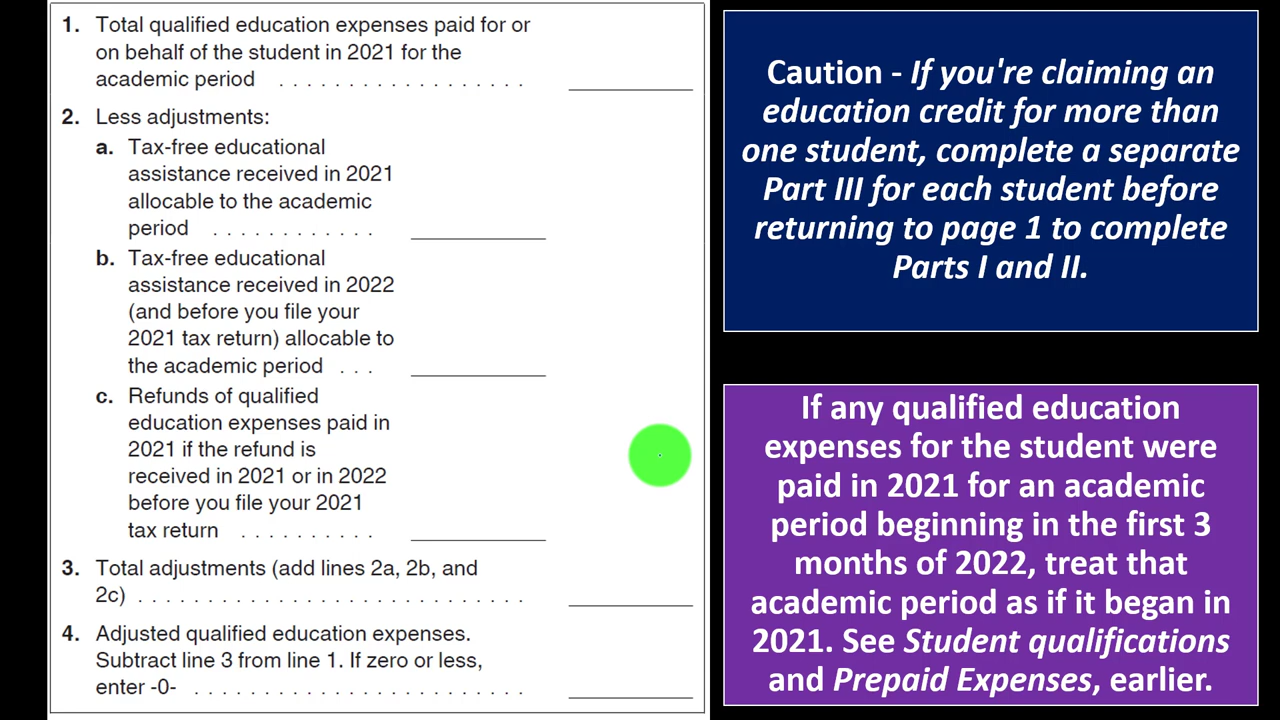 1. Total qualified education expenses paid for or
on behalf of the student in 2021 for the
academic period . . . . . . . . . . . . . . . . . .
2. Less adjustments:
a. Tax-free educational
assistance received in 2021
allocable to the academic
period . . . . . . . . . . . .
b. Tax-free educational
assistance received in 2022
(and before you file your
2021 tax return) allocable to
the academic period . . .
c. Refunds of qualified
education expenses paid in
2021 if the refund is
received in 2021 or in 2022
before you file your 2021
tax return . . . . . . . . . .
3. Total adjustments (add lines 2a, 2b, and
2c) . . . . . . . . . . . . . . . . . . . . . . . . . . . .
4. Adjusted qualified education expenses.
Subtract line 3 from line 1. If zero or less,
enter -0- . . . . . . . . . . . . . . . . . . . . . . . .
Caution - If you're claiming an
education credit for more than
one student, complete a separate
Part III for each student before
returning to page 1 to complete
Parts I and II.
If any qualified education
expenses for the student were
paid in 2021 for an academic
period beginning in the first 3
months of 2022, treat that
academic period as if it began in
2021. See Student qualifications
and Prepaid Expenses, earlier.